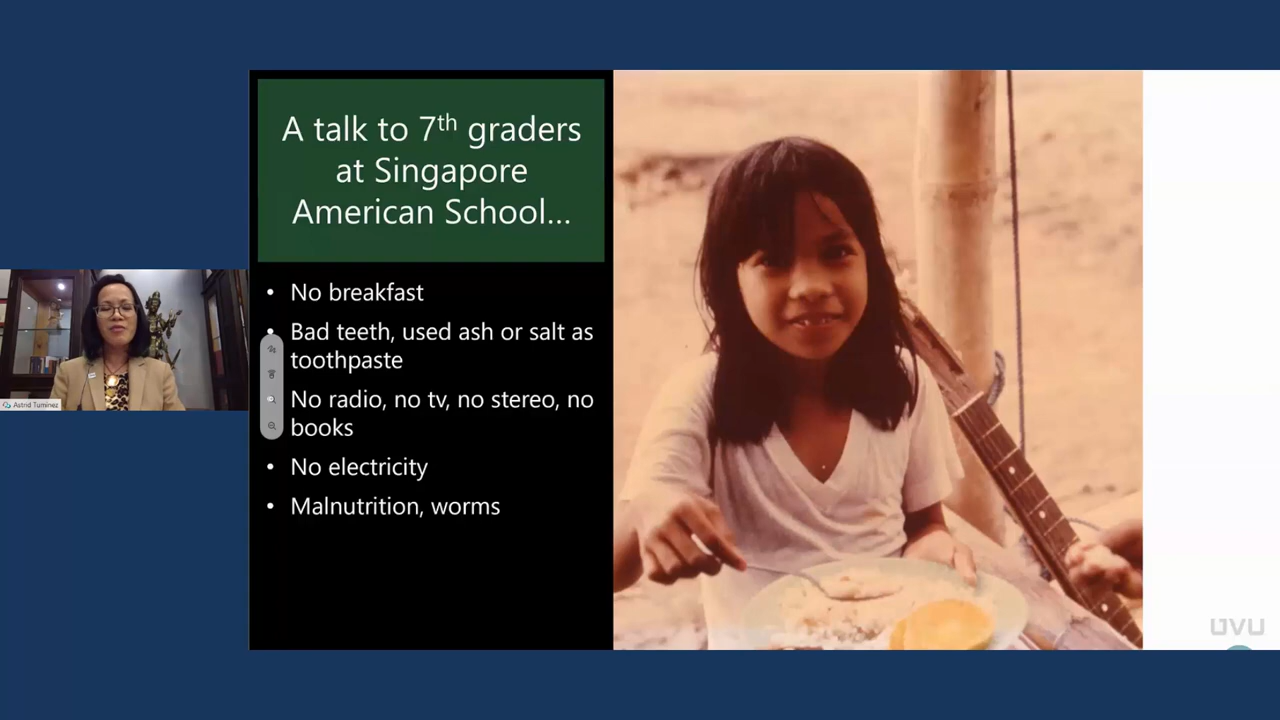 A talk to 7th graders
at Singapore
American School...
• No breakfast
• Bad teeth, used ash or salt as
toothpaste
• No radio, no tv, no stereo, no
books
• No electricity
• Malnutrition, worms
Astrid Tuminez
UVU